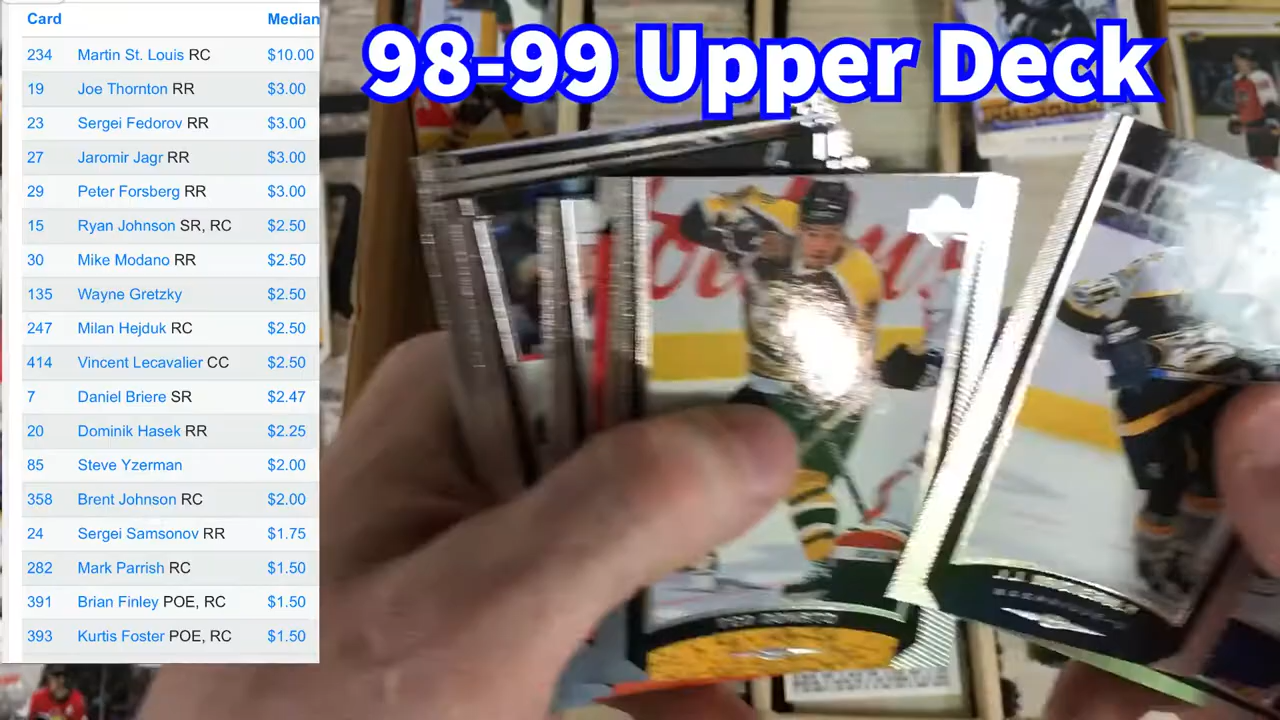 98-99 Upper Deck
Card Median
234 Martin St. Louis RC $10.00
19 Joe Thornton RR $3.00
23 Sergei Fedorov RR $3.00
27 Jaromir Jagr RR $3.00
29 Peter Forsberg RR $3.00
15 Ryan Johnson SR, RC $2.50
30 Mike Modano RR $2.50
135 Wayne Gretzky $2.50
247 Milan Hejduk RC $2.50
414 Vincent Lecavalier CC $2.50
7 Daniel Briere SR $2.47
20 Dominik Hasek RR $2.25
85 Steve Yzerman $2.00
358 Brent Johnson RC $2.00
24 Sergei Samsonov RR $1.75
282 Mark Parrish RC $1.50
391 Brian Finley POE, RC $1.50
393 Kurtis Foster POE, RC $1.50